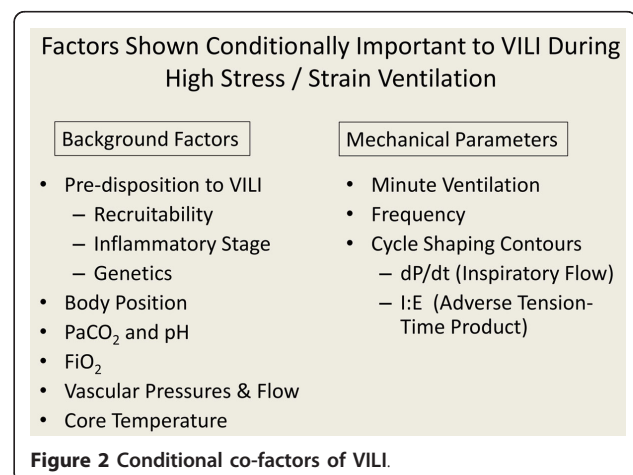 Factors Shown Conditionally Important to VILI During
High Stress / Strain Ventilation
Background Factors
• Pre-disposition to VILI
– Recruitability
– Inflammatory Stage
– Genetics
• Body Position
• PaCO₂ and pH
• FiO₂
• Vascular Pressures & Flow
• Core Temperature
Mechanical Parameters
• Minute Ventilation
• Frequency
• Cycle Shaping Contours
– dP/dt (Inspiratory Flow)
– I:E (Adverse Tension-
Time Product)
Figure 2 Conditional co-factors of VILI.